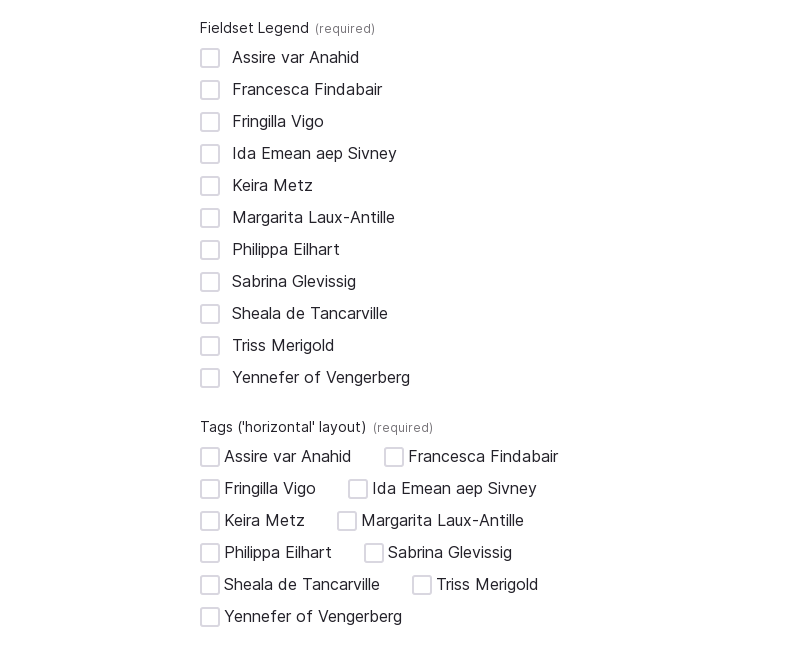 Fieldset Legend (required)
Assire var Anahid
Francesca Findabair
Fringilla Vigo
Ida Emean aep Sivney
Keira Metz
Margarita Laux-Antille
Philippa Eilhart
Sabrina Glevissig
Sheala de Tancarville
Triss Merigold
Yennefer of Vengerberg
Tags ('horizontal' layout) (required)
Assire var Anahid Francesca Findabair
Fringilla Vigo Ida Emean aep Sivney
Keira Metz Margarita Laux-Antille
Philippa Eilhart Sabrina Glevissig
Sheala de Tancarville Triss Merigold
Yennefer of Vengerberg